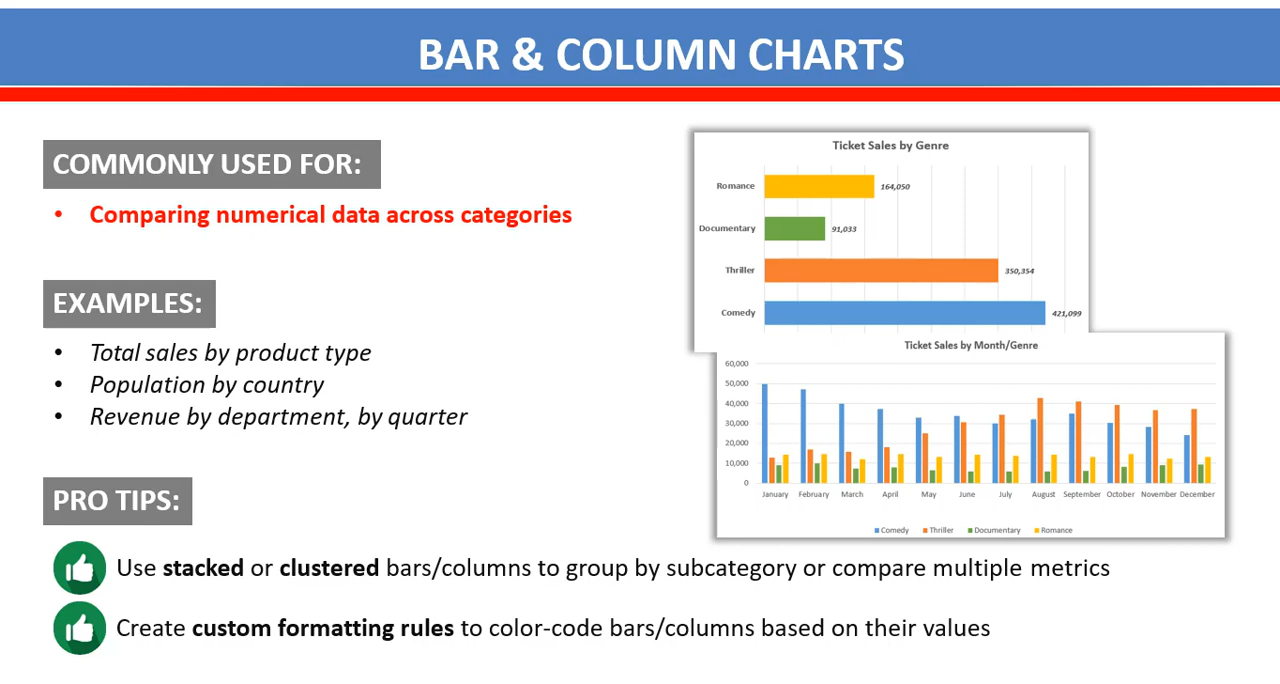 BAR & COLUMN CHARTS
COMMONLY USED FOR:
• Comparing numerical data across categories
EXAMPLES:
• Total sales by product type
• Population by country
• Revenue by department, by quarter
PRO TIPS:
Use stacked or clustered bars/columns to group by subcategory or compare multiple metrics
Create custom formatting rules to color-code bars/columns based on their values
Ticket Sales by Genre
Romance 164,050
Documentary 91,033
Thriller 350,354
Comedy 421,099
Ticket Sales by Month/Genre
60,000
50,000
40,000
30,000
20,000
10,000
0
January February March April May June July August September October November December
Comedy Thriller Documentary Romance